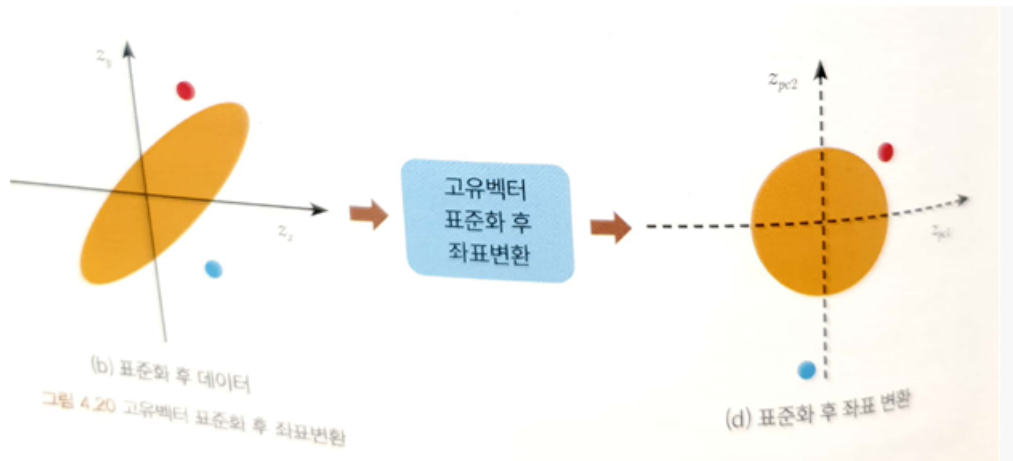 z_y
z_x
(b) 표준화 후 데이터
그림 4.20 고유벡터 표준화 후 좌표변환
고유벡터
표준화 후
좌표변환
z_pc2
(d) 표준화 후 좌표 변환